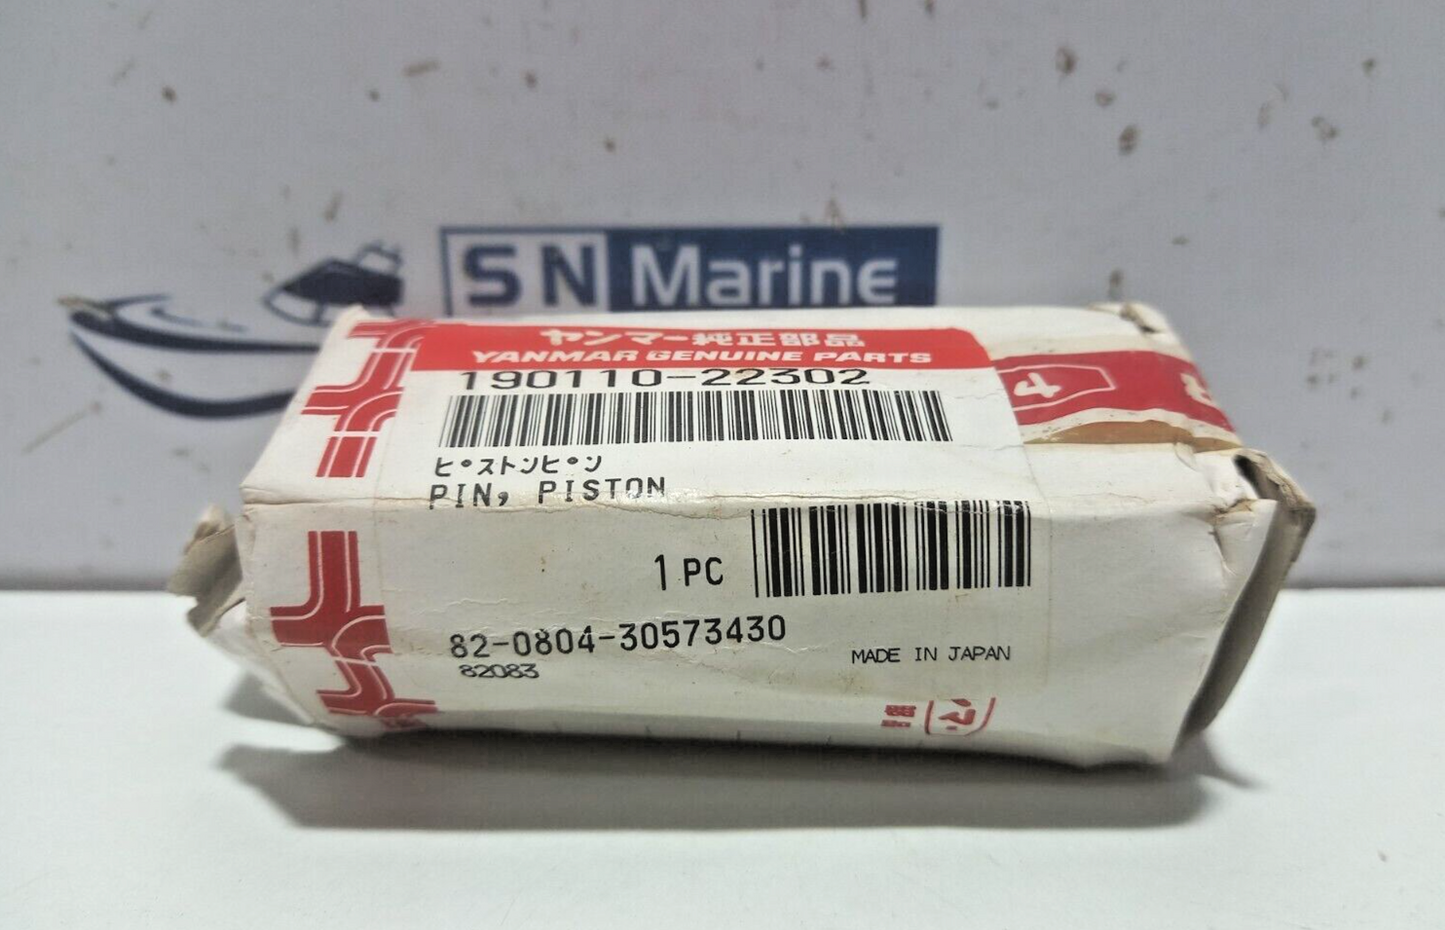 SN Marine
ヤンマー純正部品
YANMAR GENUINE PARTS
190110-22302
ピストンピン
PIN, PISTON
1 PC
82-0804-30573430
82083
MADE IN JAPAN